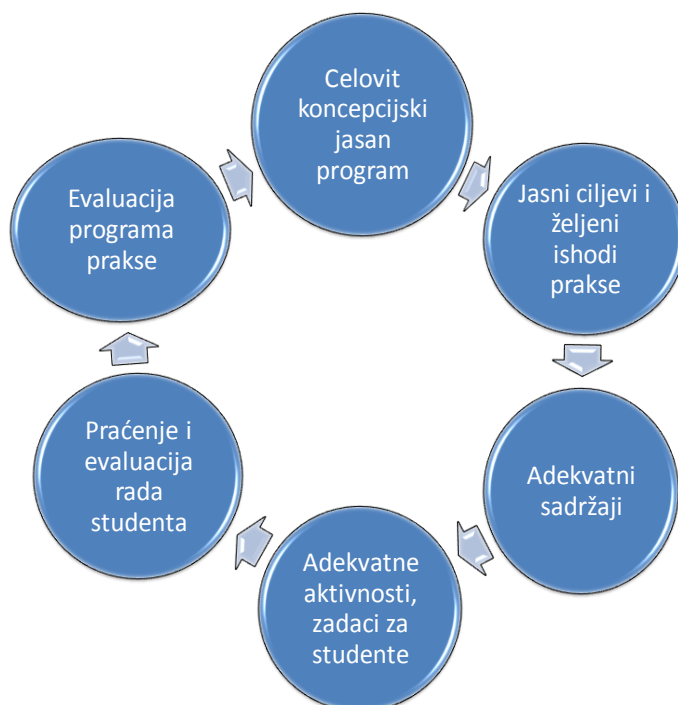 Celovit
koncepcijski
jasan
program
Jasni ciljevi i
željeni
ishodi
prakse
Adekvatni
sadržaji
Adekvatne
aktivnosti,
zadaci za
studente
Praćenje i
evaluacija
rada
studenta
Evaluacija
programa
prakse